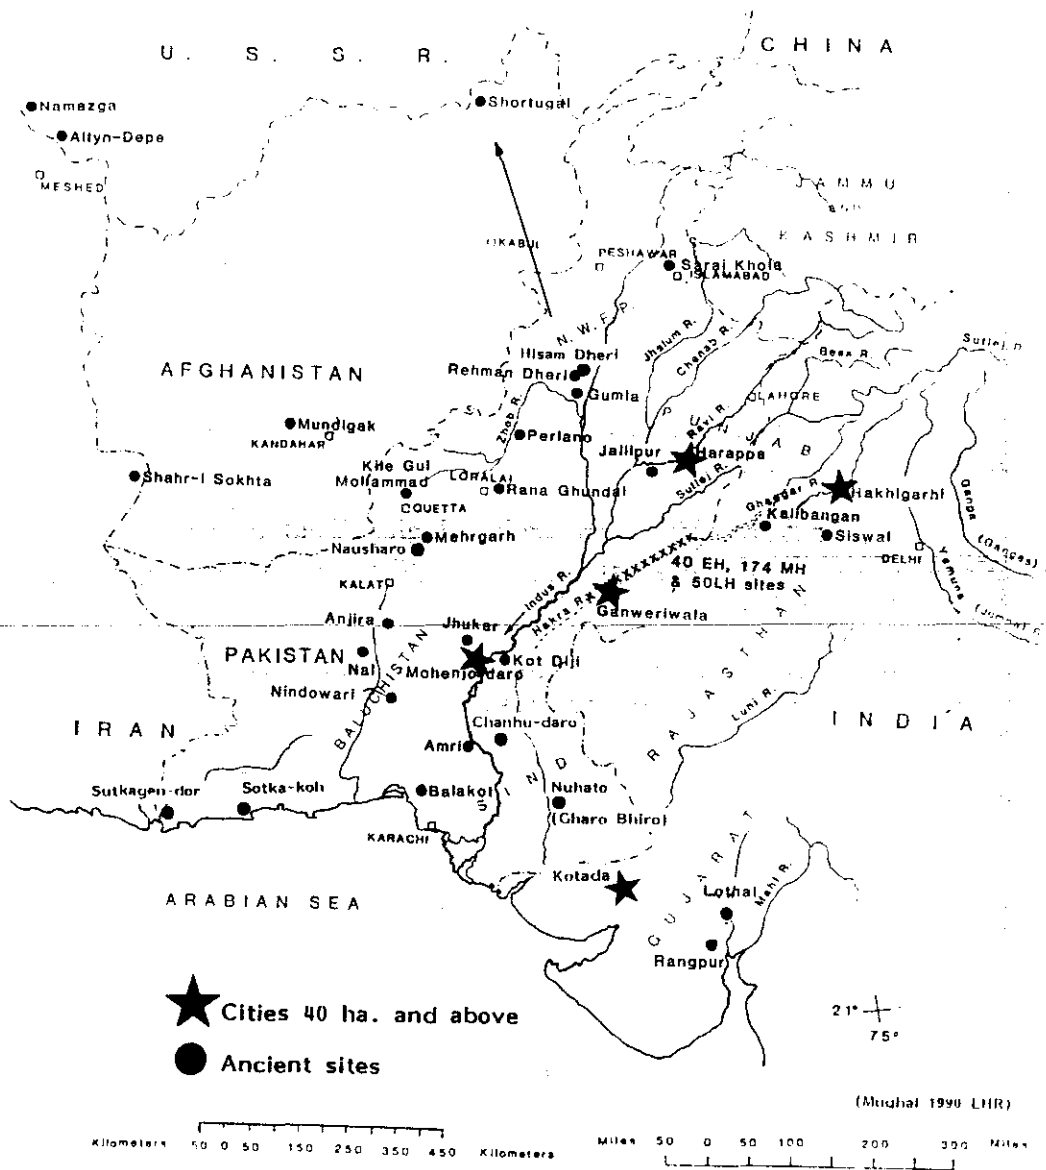 U. S. S. R.
CHINA
Namazga
Shortugal
Altyn-Depe
MESHED
JAMMU
KASHMIR
KABUL
PESHAWAR
Sarai Khola
ISLAMABAD
N.W.F.P.
Jhelum R.
Chenab R.
Hisam Dheri
Beas R.
Sutlej R.
AFGHANISTAN
Rehman Dheri
Gumla
LAHORE
Zhob R.
Ravi R.
PUNJAB
Mundigak
KANDAHAR
Periano
Jalilpur
Harappa
Shahr-i Sokhta
Kile Gul
Mohammad
LORALAI
Rana Ghundai
Sutlej R.
Ghaggar R.
Rakhigarhi
Ganga
(Ganges)
QUETTA
Kalibangan
Mehrgarh
Siswal
Nausharo
DELHI
Yamuna
40 EH, 174 MH
& 50LH sites
KALAT
Indus R.
Hakra R.
XXXXXXXXXXX
Ganweriwala
Anjira
Jhukar
PAKISTAN
Nal
Mohenjodaro
Kot Diji
BALUCHISTAN
RAJASTHAN
Nindowari
Luni R.
IRAN
Chanhu-daro
INDIA
Amri
SIND
Sutkagen-dor
Sotka-koh
Balakot
Nuhato
(Gharo Bhiro)
KARACHI
GUJARAT
Kotada
Mahi R.
ARABIAN SEA
Lothal
Rangpur
Cities 40 ha. and above
21°
75°
Ancient sites
(Mughal 1990 LHR)
Kilometers 50 0 50 150 250 350 450 Kilometers
Miles 50 0 50 100 200 300 Miles